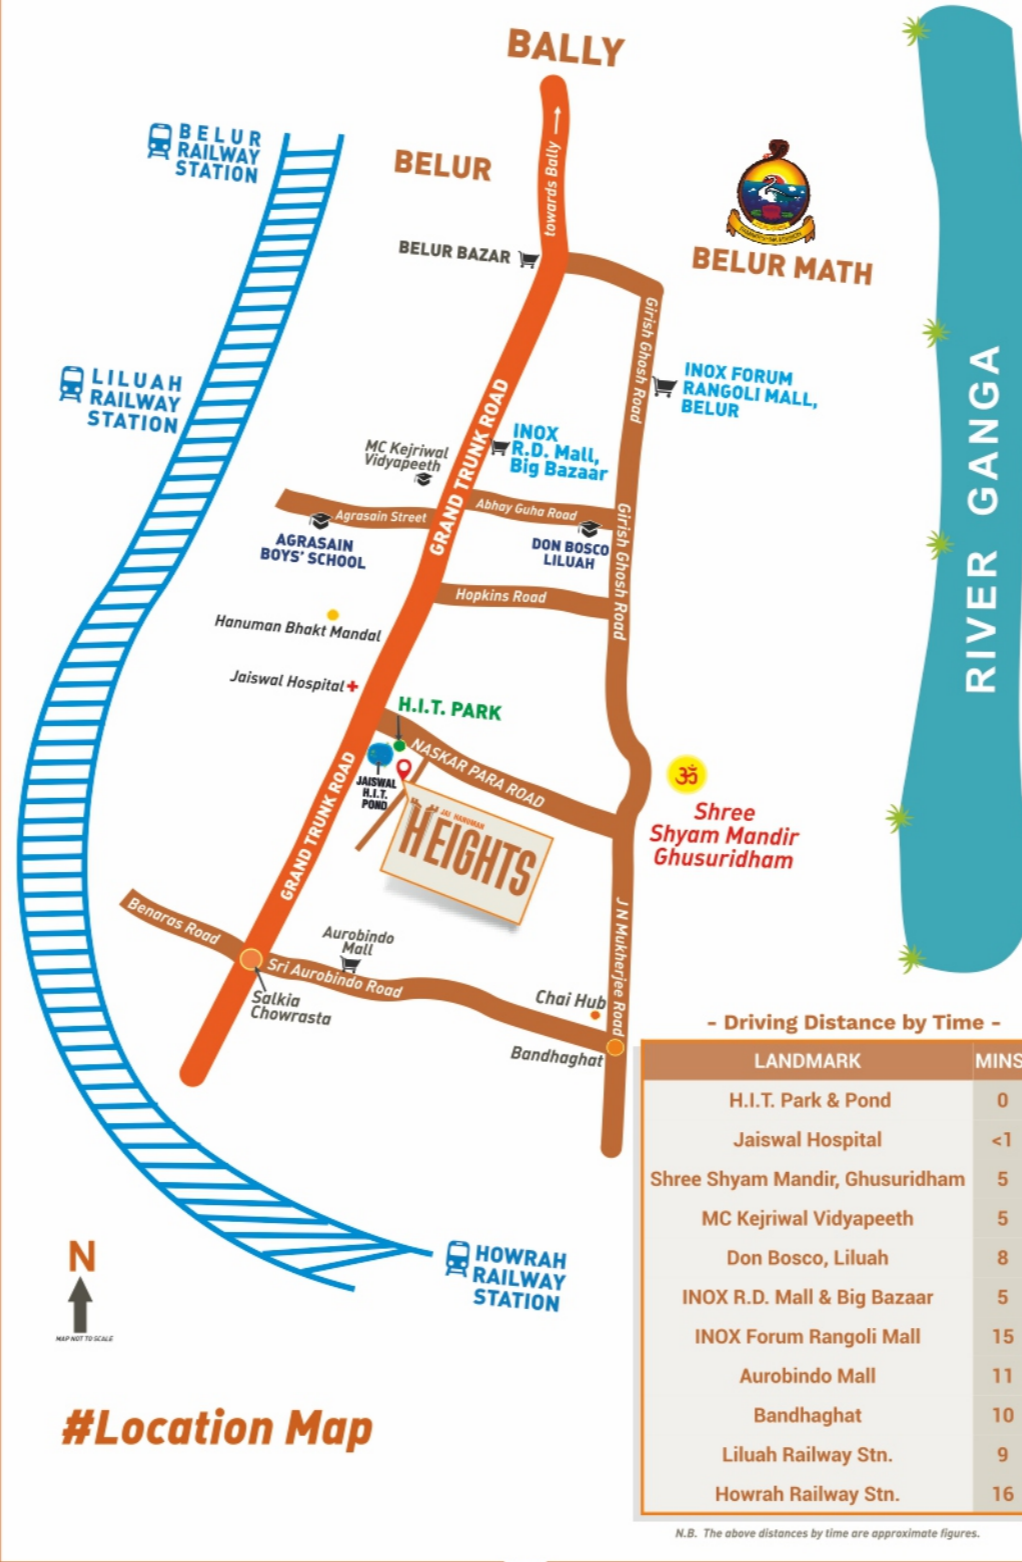 BALLY
BELUR
RAILWAY
STATION
BELUR
towards Bally
BELUR BAZAR
BELUR MATH
Girish Ghosh Road
INOX FORUM
RANGOLI MALL,
BELUR
LILUAH
RAILWAY
STATION
GRAND TRUNK ROAD
INOX
R.D. Mall,
Big Bazaar
MC Kejriwal
Vidyapeeth
RIVER GANGA
Agrasain Street
Abhay Guha Road
Girish Ghosh Road
AGRASAIN
BOYS' SCHOOL
DON BOSCO
LILUAH
Hopkins Road
Hanuman Bhakt Mandal
Jaiswal Hospital
H.I.T. PARK
NASKAR PARA ROAD
JAISWAL
H.I.T.
POND
GRAND TRUNK ROAD
JAI HANUMAN
HEIGHTS
ॐ
Shree
Shyam Mandir
Ghusuridham
Benaras Road
Aurobindo
Mall
Sri Aurobindo Road
J N Mukherjee Road
Salkia
Chowrasta
Chai Hub
Bandhaghat
HOWRAH
RAILWAY
STATION
N
MAP NOT TO SCALE
#Location Map
- Driving Distance by Time -
LANDMARK MINS
H.I.T. Park & Pond 0
Jaiswal Hospital <1
Shree Shyam Mandir, Ghusuridham 5
MC Kejriwal Vidyapeeth 5
Don Bosco, Liluah 8
INOX R.D. Mall & Big Bazaar 5
INOX Forum Rangoli Mall 15
Aurobindo Mall 11
Bandhaghat 10
Liluah Railway Stn. 9
Howrah Railway Stn. 16
N.B. The above distances by time are approximate figures.